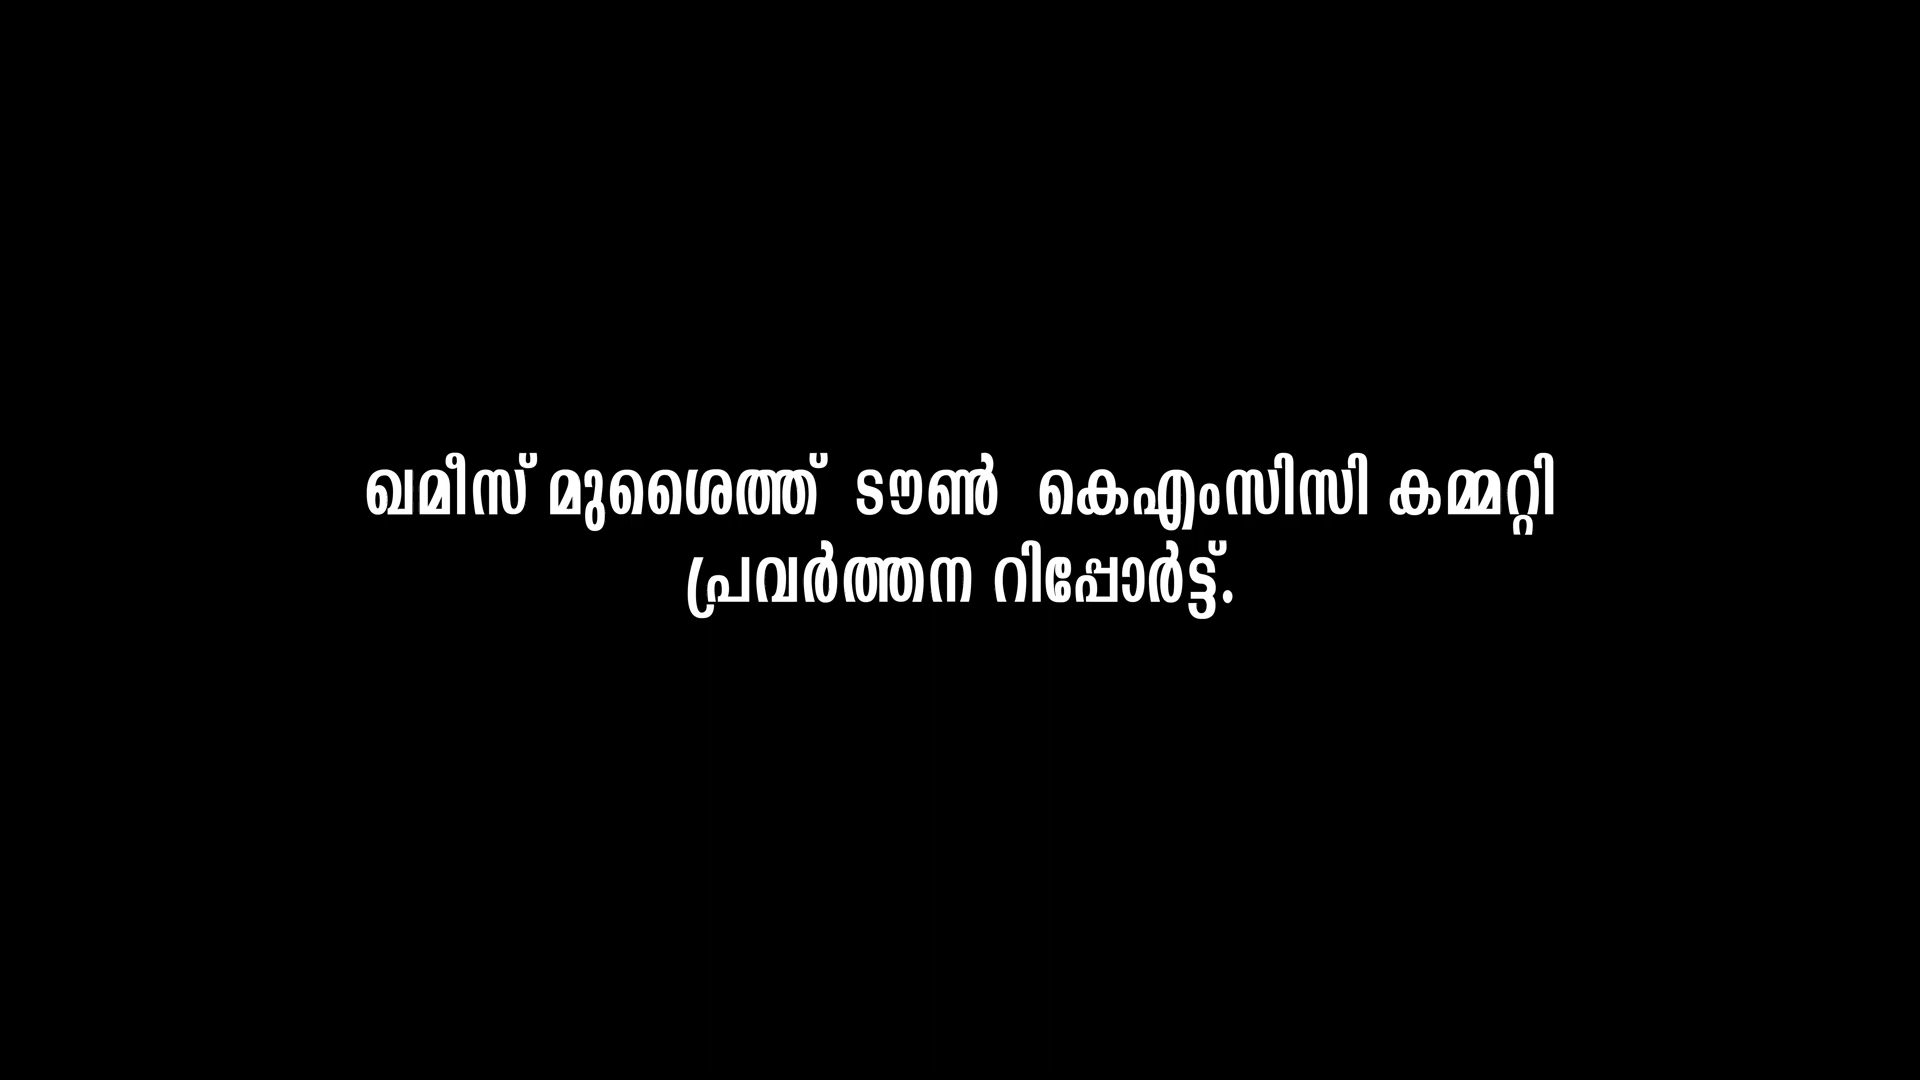 ഖമീസ് മുശൈത്ത് ടൗൺ കെഎംസിസി കമ്മറ്റി
പ്രവർത്തന റിപ്പോർട്ട്.